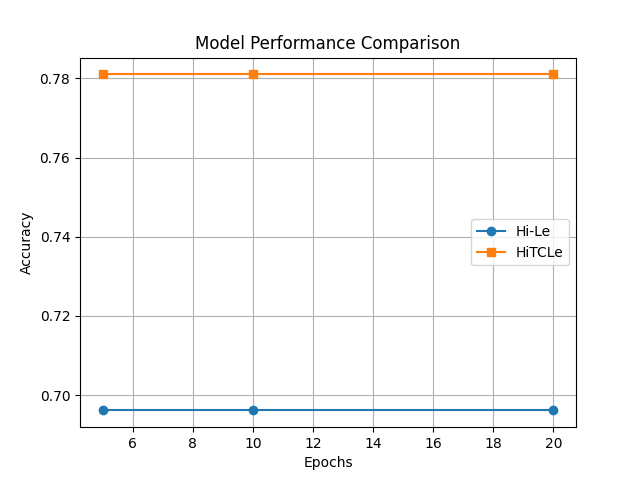 Model Performance Comparison
0.78
0.76
0.74
0.72
0.70
Accuracy
Hi-Le
HiTCLe
6 8 10 12 14 16 18 20
Epochs